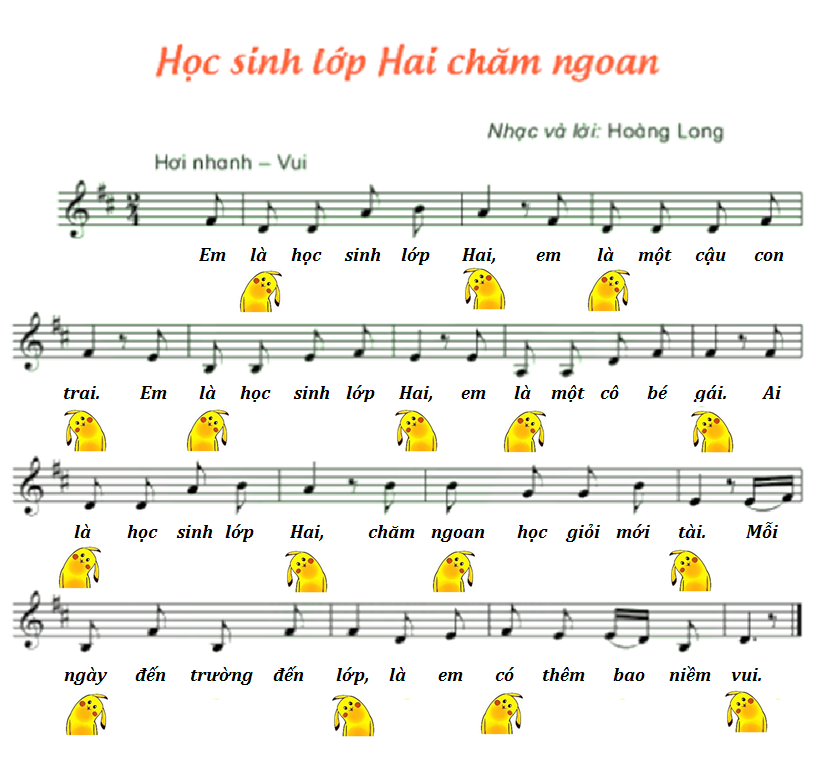 Học sinh lớp Hai chăm ngoan
Nhạc và lời: Hoàng Long
Hơi nhanh – Vui
2
4
Em là học sinh lớp Hai, em là một cậu con
trai. Em là học sinh lớp Hai, em là một cô bé gái. Ai
là học sinh lớp Hai, chăm ngoan học giỏi mới tài. Mỗi
ngày đến trường đến lớp, là em có thêm bao niềm vui.